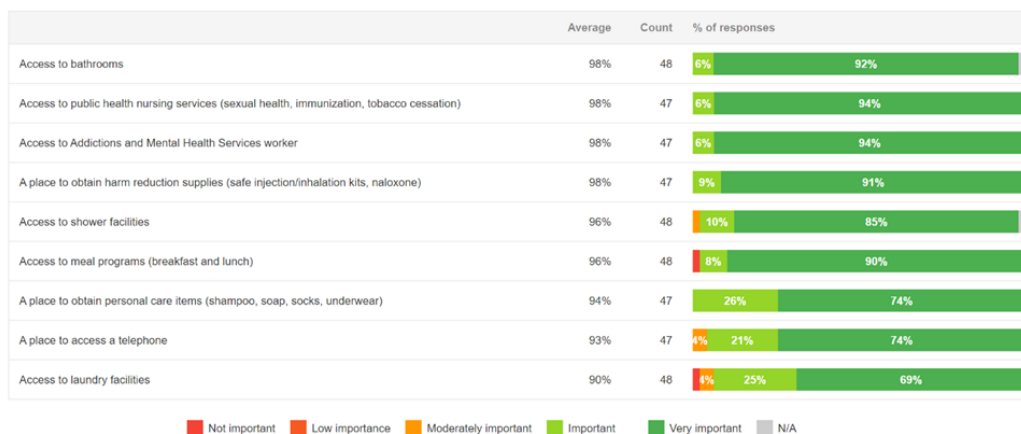 Average Count % of responses
Access to bathrooms 98% 48 6% 92%
Access to public health nursing services (sexual health, immunization, tobacco cessation) 98% 47 6% 94%
Access to Addictions and Mental Health Services worker 98% 47 6% 94%
A place to obtain harm reduction supplies (safe injection/inhalation kits, naloxone) 98% 47 9% 91%
Access to shower facilities 96% 48 10% 85%
Access to meal programs (breakfast and lunch) 96% 48 8% 90%
A place to obtain personal care items (shampoo, soap, socks, underwear) 94% 47 26% 74%
A place to access a telephone 93% 47 4% 21% 74%
Access to laundry facilities 90% 48 4% 25% 69%
Not important Low importance Moderately important Important Very important N/A